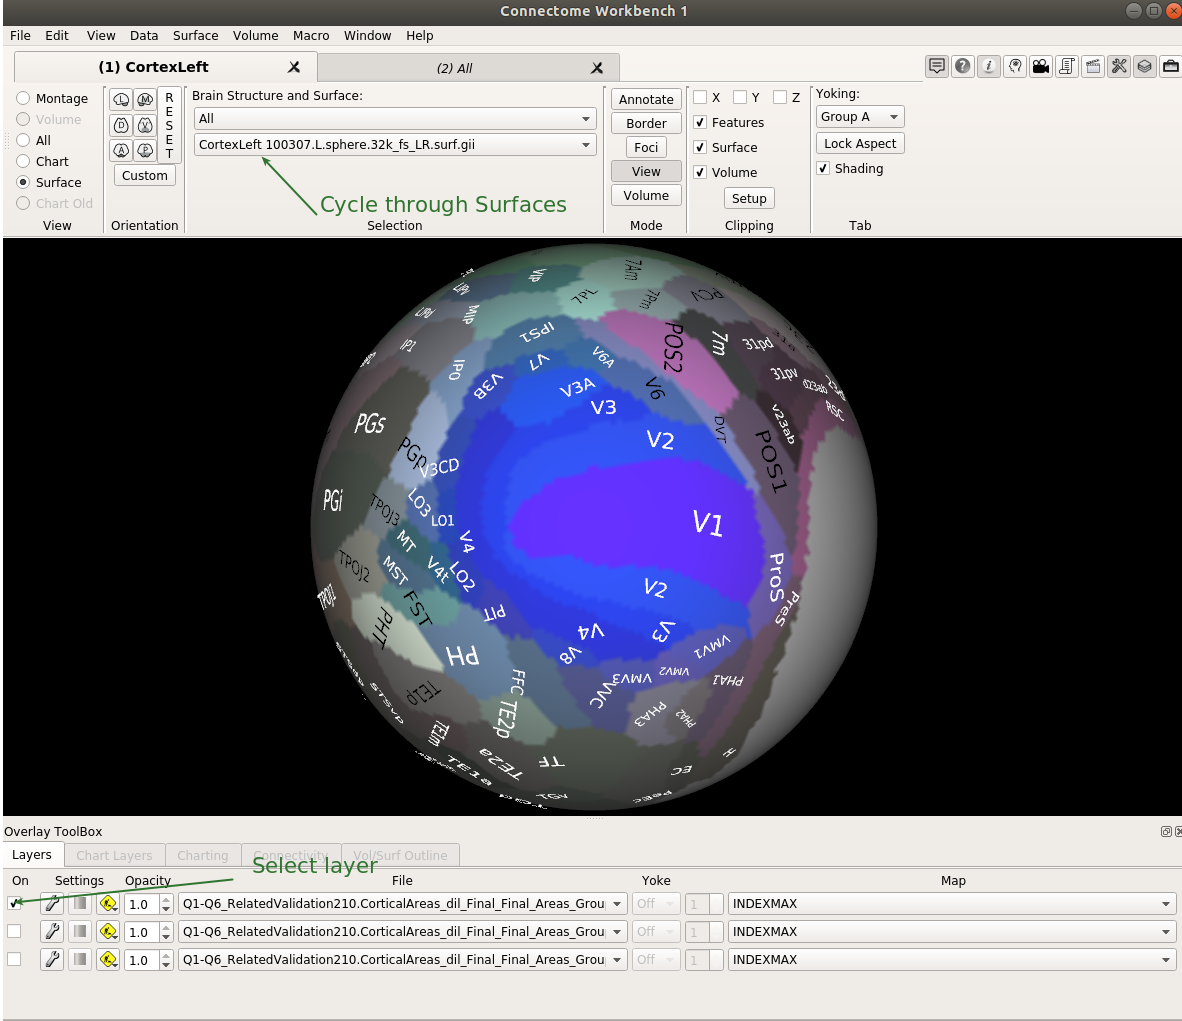 Connectome Workbench 1
File Edit View Data Surface Volume Macro Window Help
(1) CortexLeft
(2) All
Montage
Volume
All
Chart
Surface
Chart Old
View
L M
D V
A P
RESET
Custom
Orientation
Brain Structure and Surface:
All
CortexLeft 100307.L.sphere.32k_fs_LR.surf.gii
Cycle through Surfaces
Selection
Annotate
Border
Foci
View
Volume
Mode
X Y Z
Features
Surface
Volume
Setup
Clipping
Yoking:
Group A
Lock Aspect
Shading
Tab
VIP 7Am
LIPv 7PL 7Pm PCV
LIPd MIP
IPS1 POS2 7m 31pd
IP1 V7 V6A
IP0 V3B V3A V6 31pv d23ab
V3 RSC
PGs V2 DVT v23ab
PGp V3CD POS1
PGi TPOJ3 LO3 LO1 V1
MT V4
TPOJ2 MST V4t LO2 V2 ProS
TPOJ1 FST PIT PreS
PHT V4 V3
PH V8 VMV1
FFC VVC VMV3 VMV2 PHA1
TE1p
STSvp TE2p PHA3 PHA2
TE1m
TE1a TE2a TF H
EC
TGv PeEc
Overlay ToolBox
Layers Chart Layers Charting Connectivity Vol/Surf Outline
Select layer
On Settings Opacity File Yoke Map
1.0 Q1-Q6_RelatedValidation210.CorticalAreas_dil_Final_Final_Areas_Grou Off 1 INDEXMAX
1.0 Q1-Q6_RelatedValidation210.CorticalAreas_dil_Final_Final_Areas_Grou Off 1 INDEXMAX
1.0 Q1-Q6_RelatedValidation210.CorticalAreas_dil_Final_Final_Areas_Grou Off 1 INDEXMAX